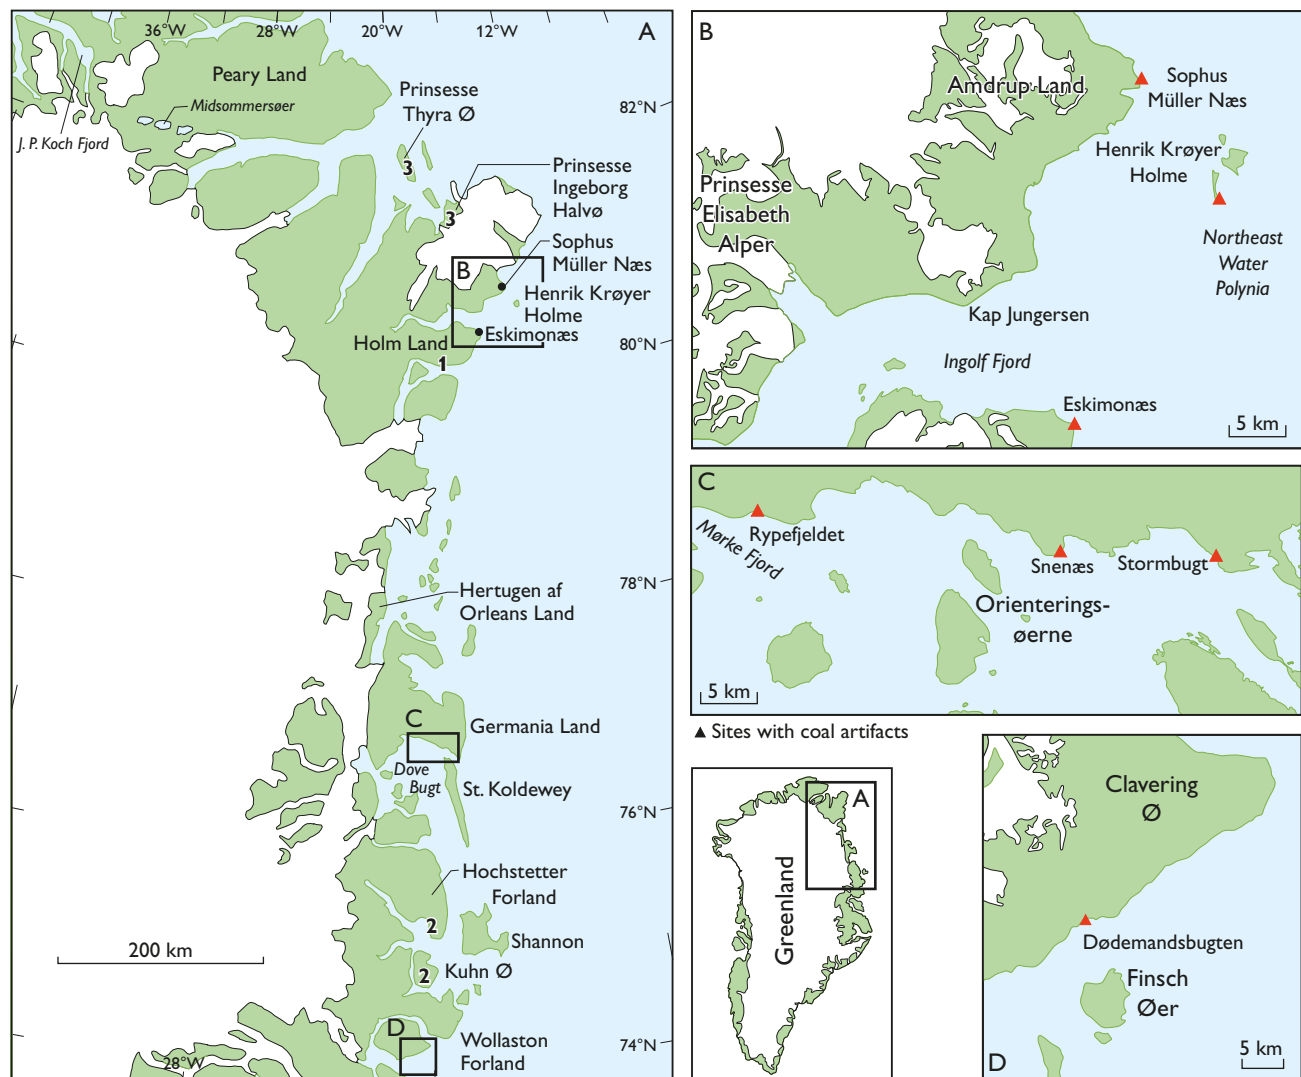 36°W
28°W
20°W
12°W
A
Peary Land
Midsommersøer
J. P. Koch Fjord
Prinsesse
Thyra Ø
82°N
3
Prinsesse
Ingeborg
Halvø
3
Sophus
Müller Næs
B
Henrik Krøyer
Holme
Eskimonæs
Holm Land
80°N
1
78°N
Hertugen af
Orleans Land
C
Germania Land
Dove
Bugt
St. Koldewey
76°N
Hochstetter
Forland
2
Shannon
200 km
2
Kuhn Ø
D
Wollaston
Forland
74°N
28°W
B
Amdrup Land
Sophus
Müller Næs
Henrik Krøyer
Holme
Prinsesse
Elisabeth
Alper
Northeast
Water
Polynia
Kap Jungersen
Ingolf Fjord
Eskimonæs
5 km
C
Rypefjeldet
Mørke Fjord
Snenæs
Stormbugt
Orienterings-
øerne
5 km
Sites with coal artifacts
A
Greenland
Clavering
Ø
Dødemandsbugten
Finsch
Øer
D
5 km